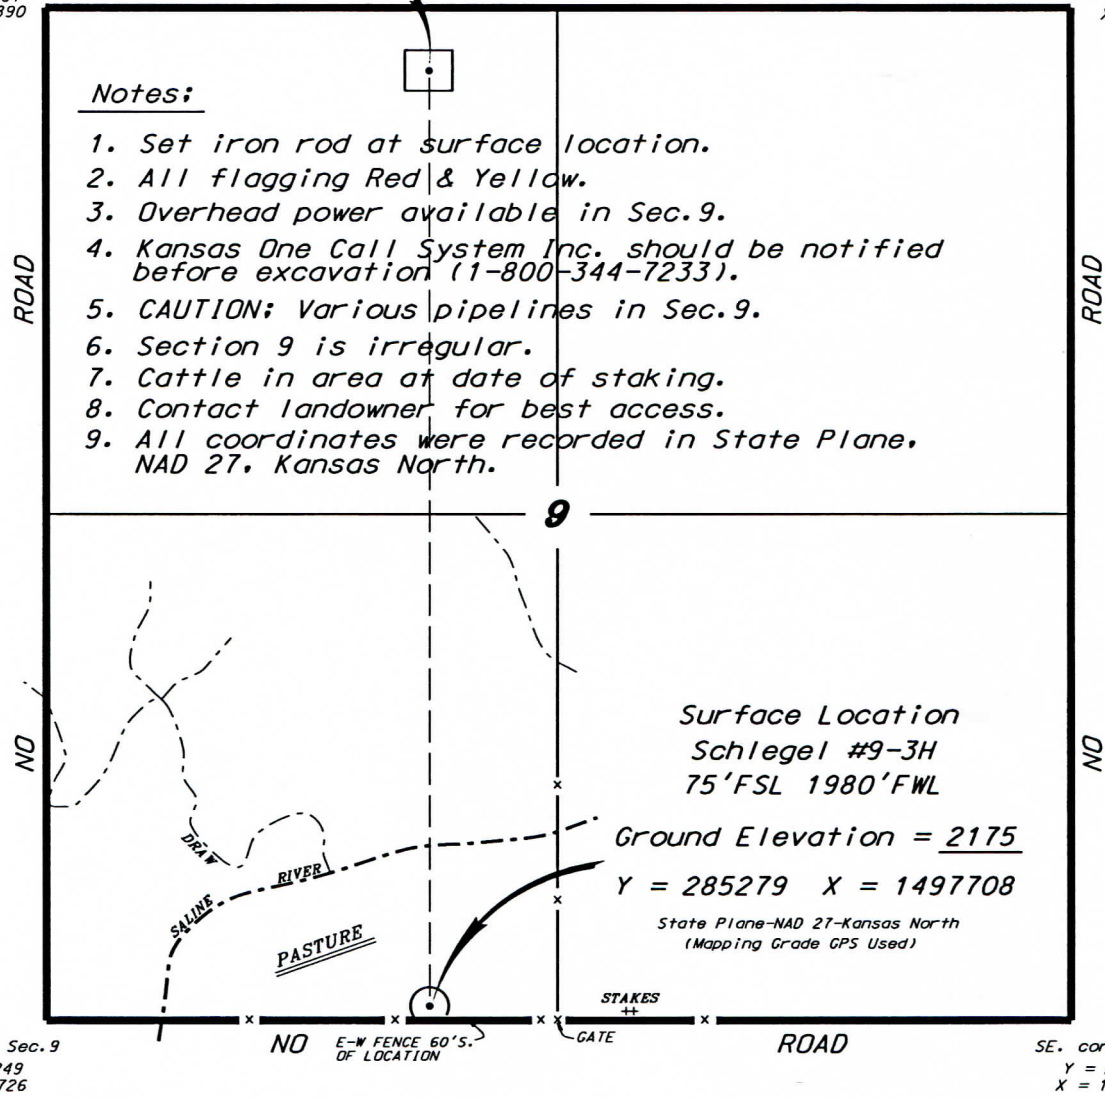 390
Notes:
1. Set iron rod at surface location.
2. All flagging Red & Yellow.
3. Overhead power available in Sec.9.
4. Kansas One Call System Inc. should be notified
before excavation (1-800-344-7233).
5. CAUTION: Various pipelines in Sec.9.
6. Section 9 is irregular.
7. Cattle in area at date of staking.
8. Contact landowner for best access.
9. All coordinates were recorded in State Plane,
NAD 27, Kansas North.
ROAD
ROAD
9
NO
NO
Surface Location
Schlegel #9-3H
75'FSL 1980'FWL
Ground Elevation = 2175
Y = 285279 X = 1497708
State Plane-NAD 27-Kansas North
(Mapping Grade GPS Used)
DRAW
RIVER
SALINE
PASTURE
STAKES
Sec.9
249
726
NO
E-W FENCE 60'S.
OF LOCATION
GATE
ROAD
SE. cor
Y =
X = 1